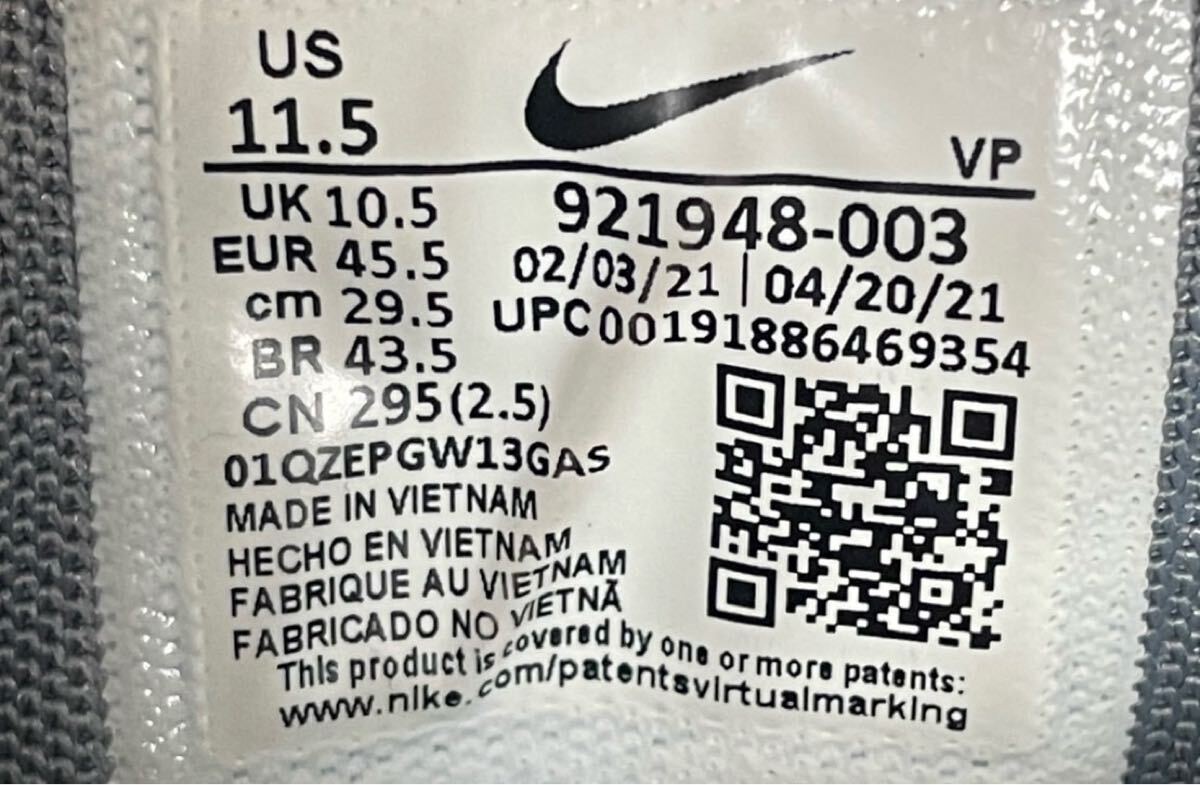 US
11.5
VP
UK 10.5
EUR 45.5
cm 29.5
BR 43.5
CN 295(2.5)
921948-003
02/03/21 | 04/20/21
UPC00191886469354
01QZEPGW13GAS
MADE IN VIETNAM
HECHO EN VIETNAM
FABRIQUE AU VIETNAM
FABRICADO NO VIETNÃ
This product is covered by one or more patents:
www.nike.com/patentsvirtualmarking